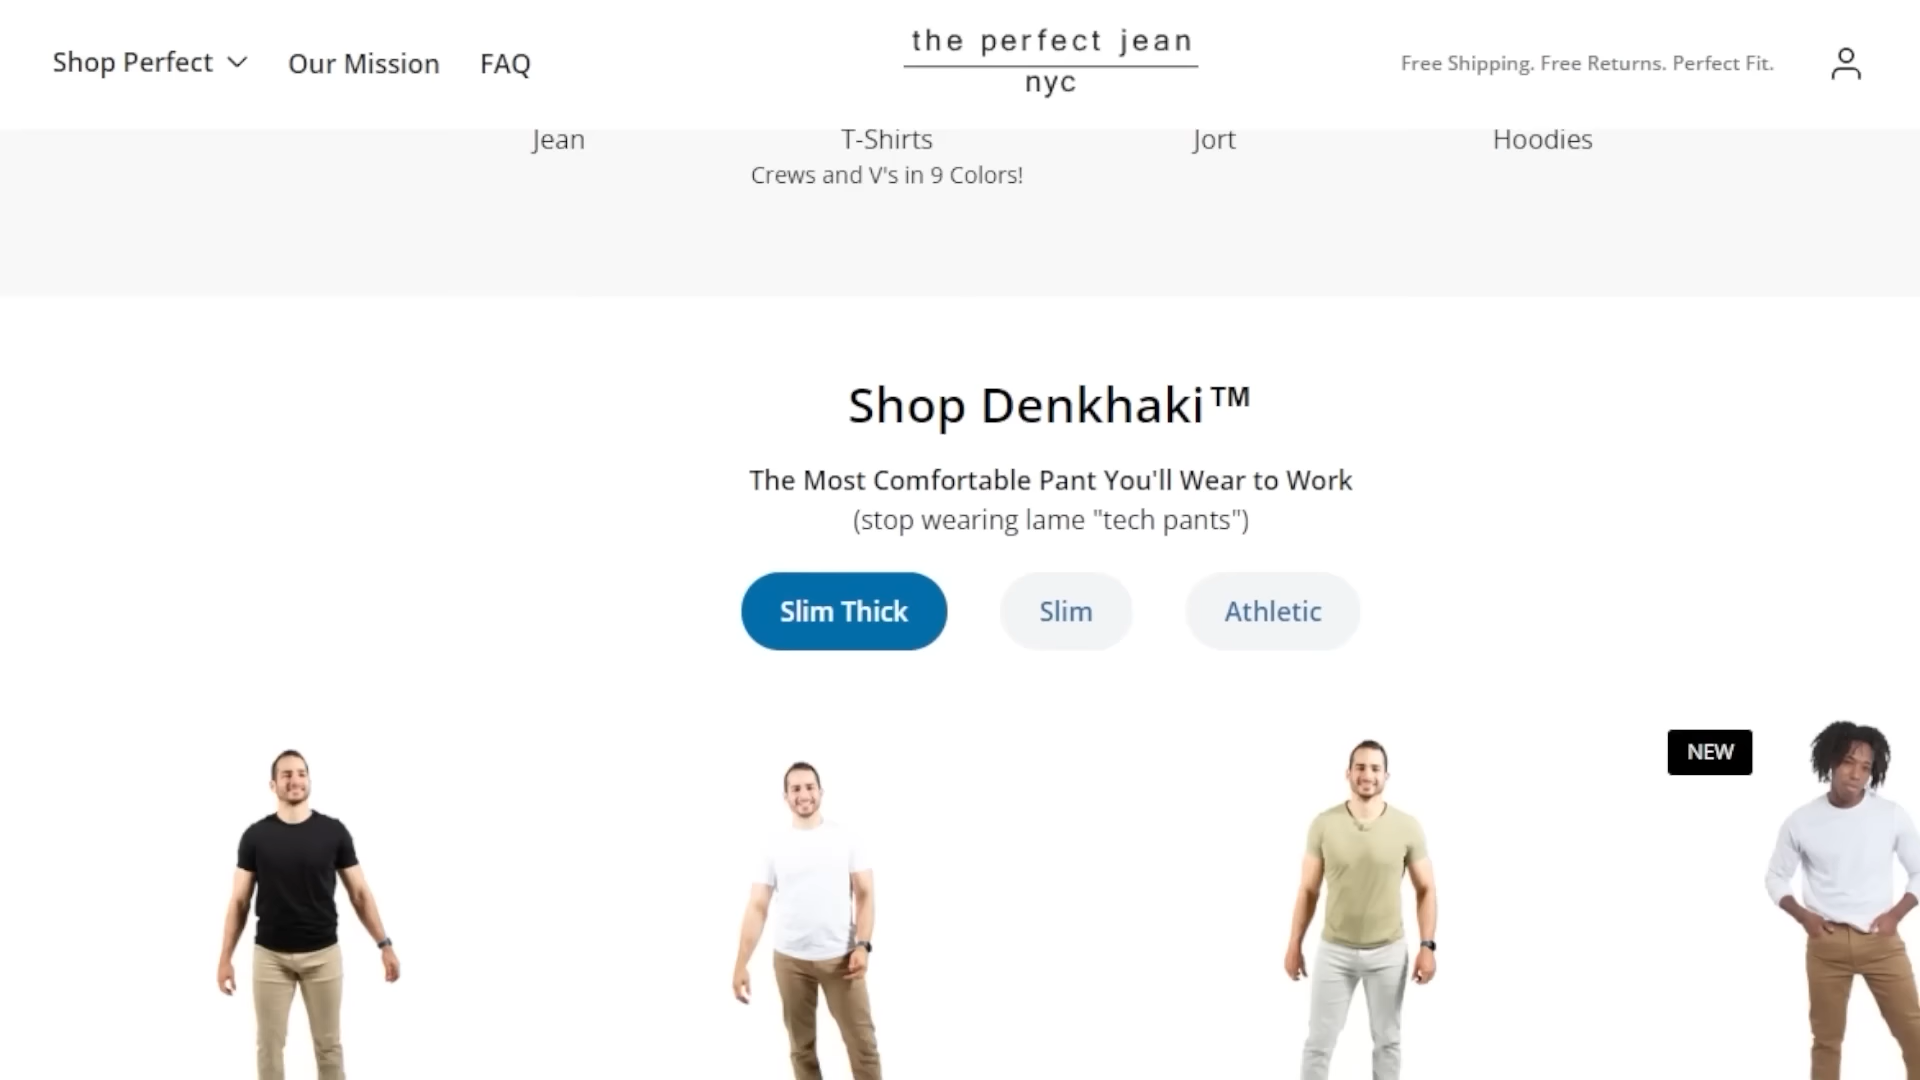 Shop Perfect
Our Mission
FAQ
the perfect jean
nyc
Free Shipping. Free Returns. Perfect Fit.
Jean
T-Shirts
Crews and V's in 9 Colors!
Jort
Hoodies
Shop Denkhaki™
The Most Comfortable Pant You'll Wear to Work
(stop wearing lame "tech pants")
Slim Thick
Slim
Athletic
NEW